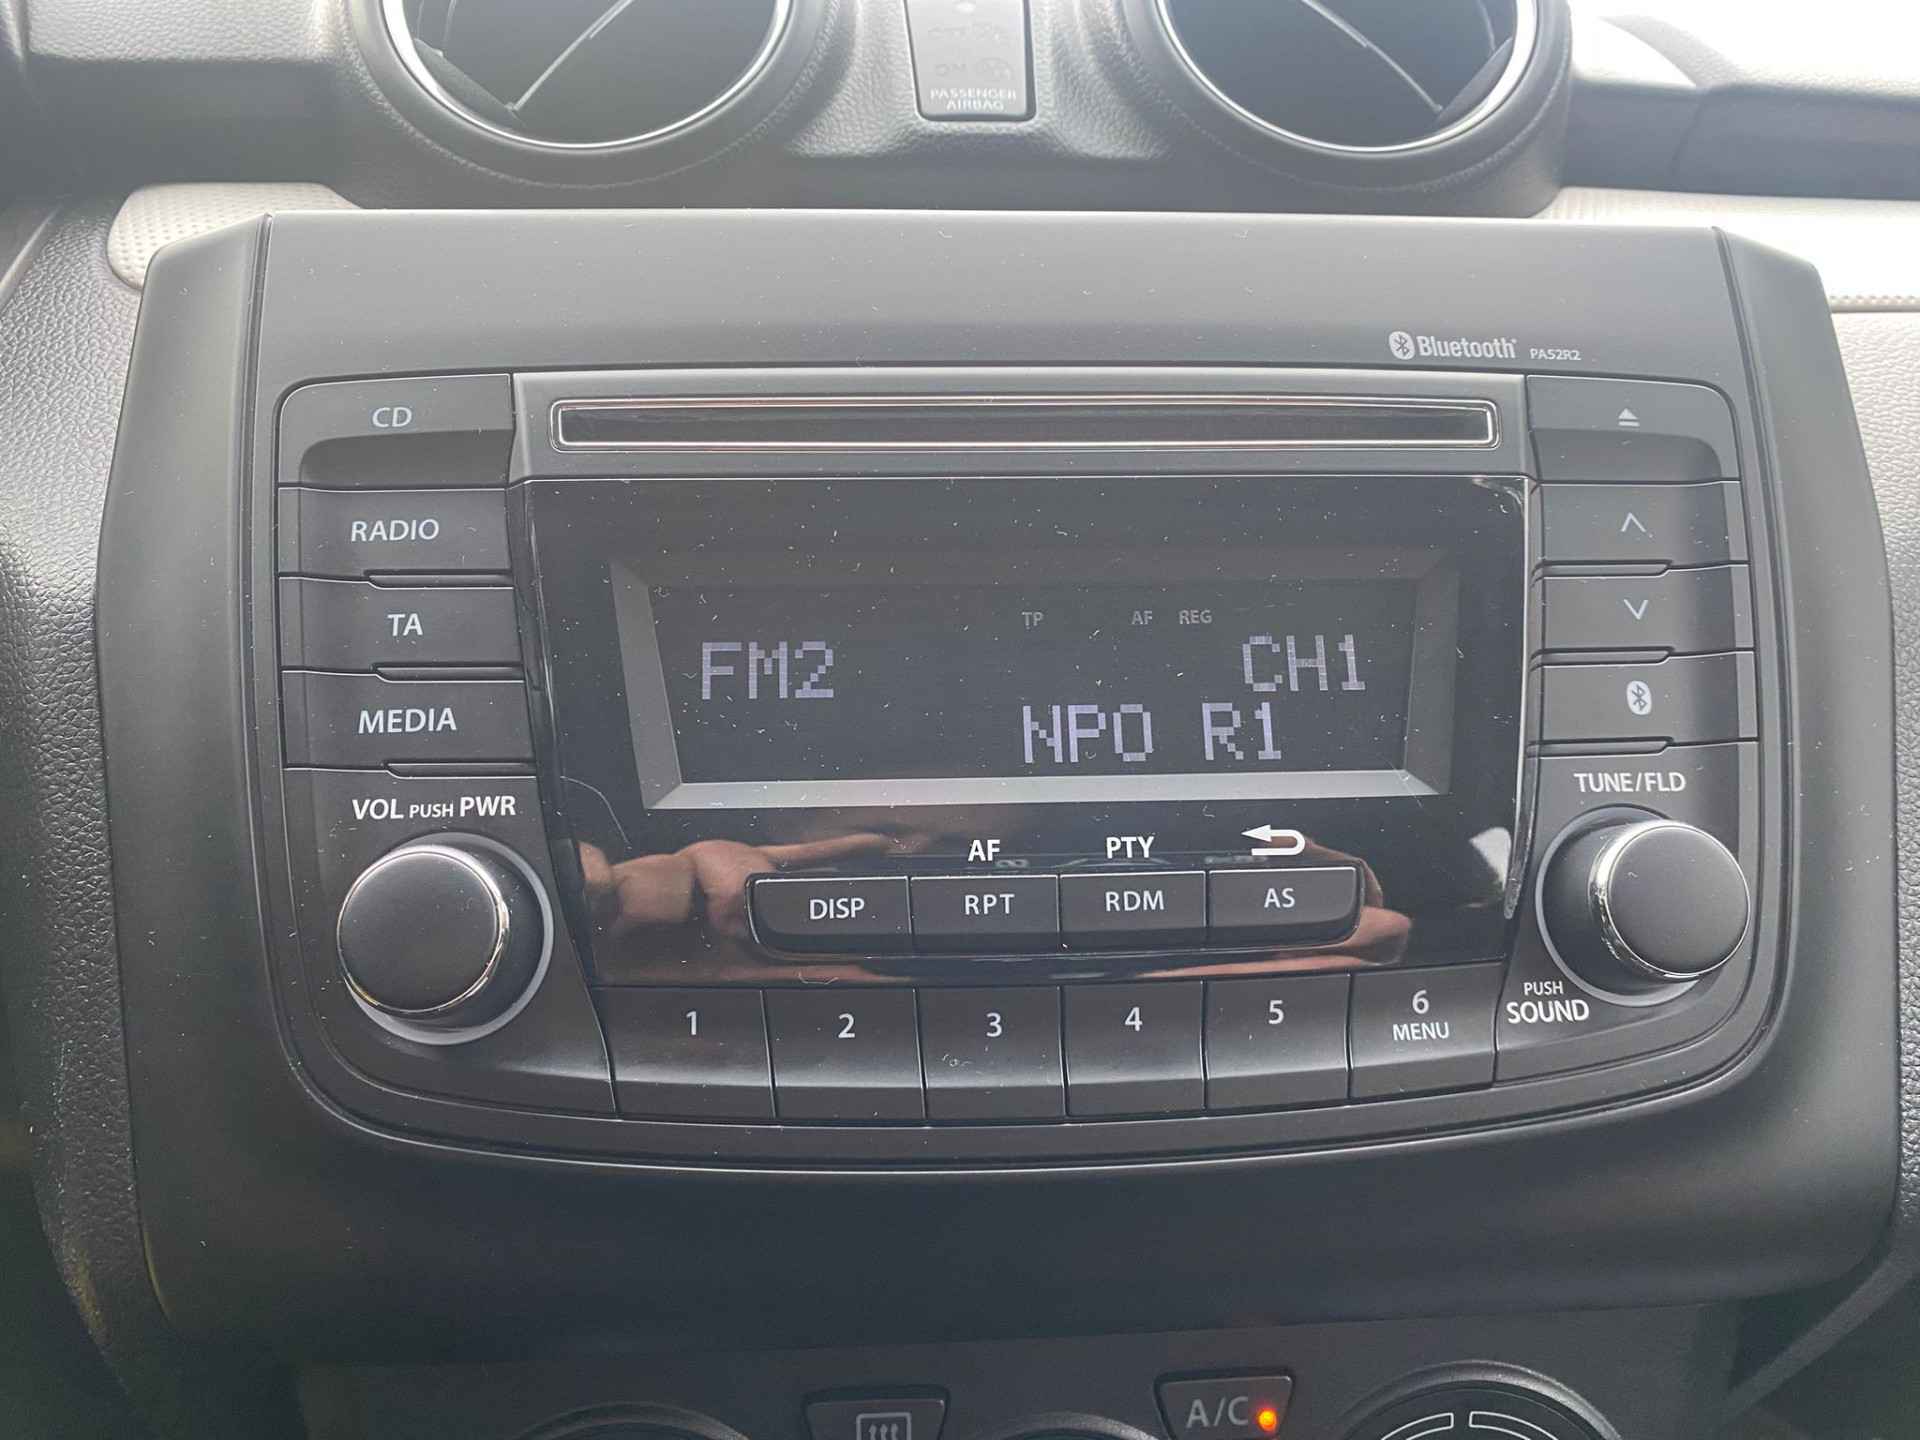 PASSENGER
AIRBAG
Bluetooth PA52R2
CD
RADIO
TA
MEDIA
VOL PUSH PWR
TP AF REG
FM2 CH1
NPO R1
AF PTY
DISP RPT RDM AS
1 2 3 4 5 6
MENU
TUNE/FLD
PUSH
SOUND
A/C